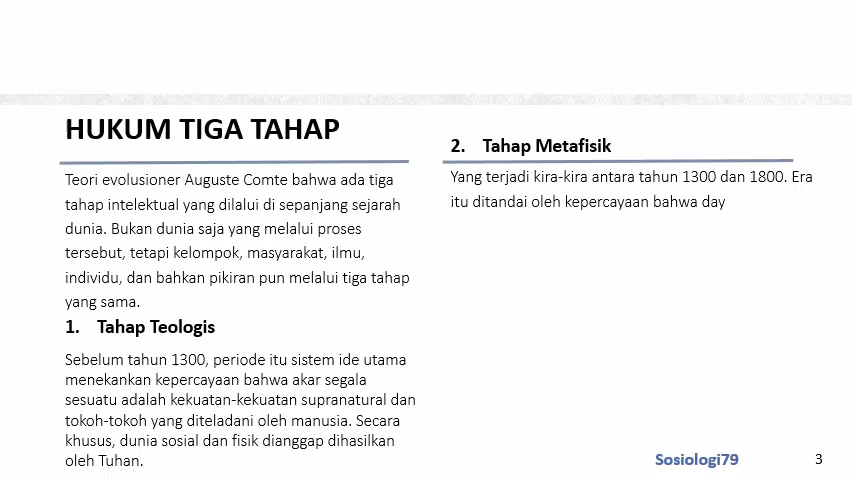 HUKUM TIGA TAHAP
Teori evolusioner Auguste Comte bahwa ada tiga
tahap intelektual yang dilalui di sepanjang sejarah
dunia. Bukan dunia saja yang melalui proses
tersebut, tetapi kelompok, masyarakat, ilmu,
individu, dan bahkan pikiran pun melalui tiga tahap
yang sama.
1. Tahap Teologis
Sebelum tahun 1300, periode itu sistem ide utama
menekankan kepercayaan bahwa akar segala
sesuatu adalah kekuatan-kekuatan supranatural dan
tokoh-tokoh yang diteladani oleh manusia. Secara
khusus, dunia sosial dan fisik dianggap dihasilkan
oleh Tuhan.
2. Tahap Metafisik
Yang terjadi kira-kira antara tahun 1300 dan 1800. Era
itu ditandai oleh kepercayaan bahwa day
Sosiologi79
3